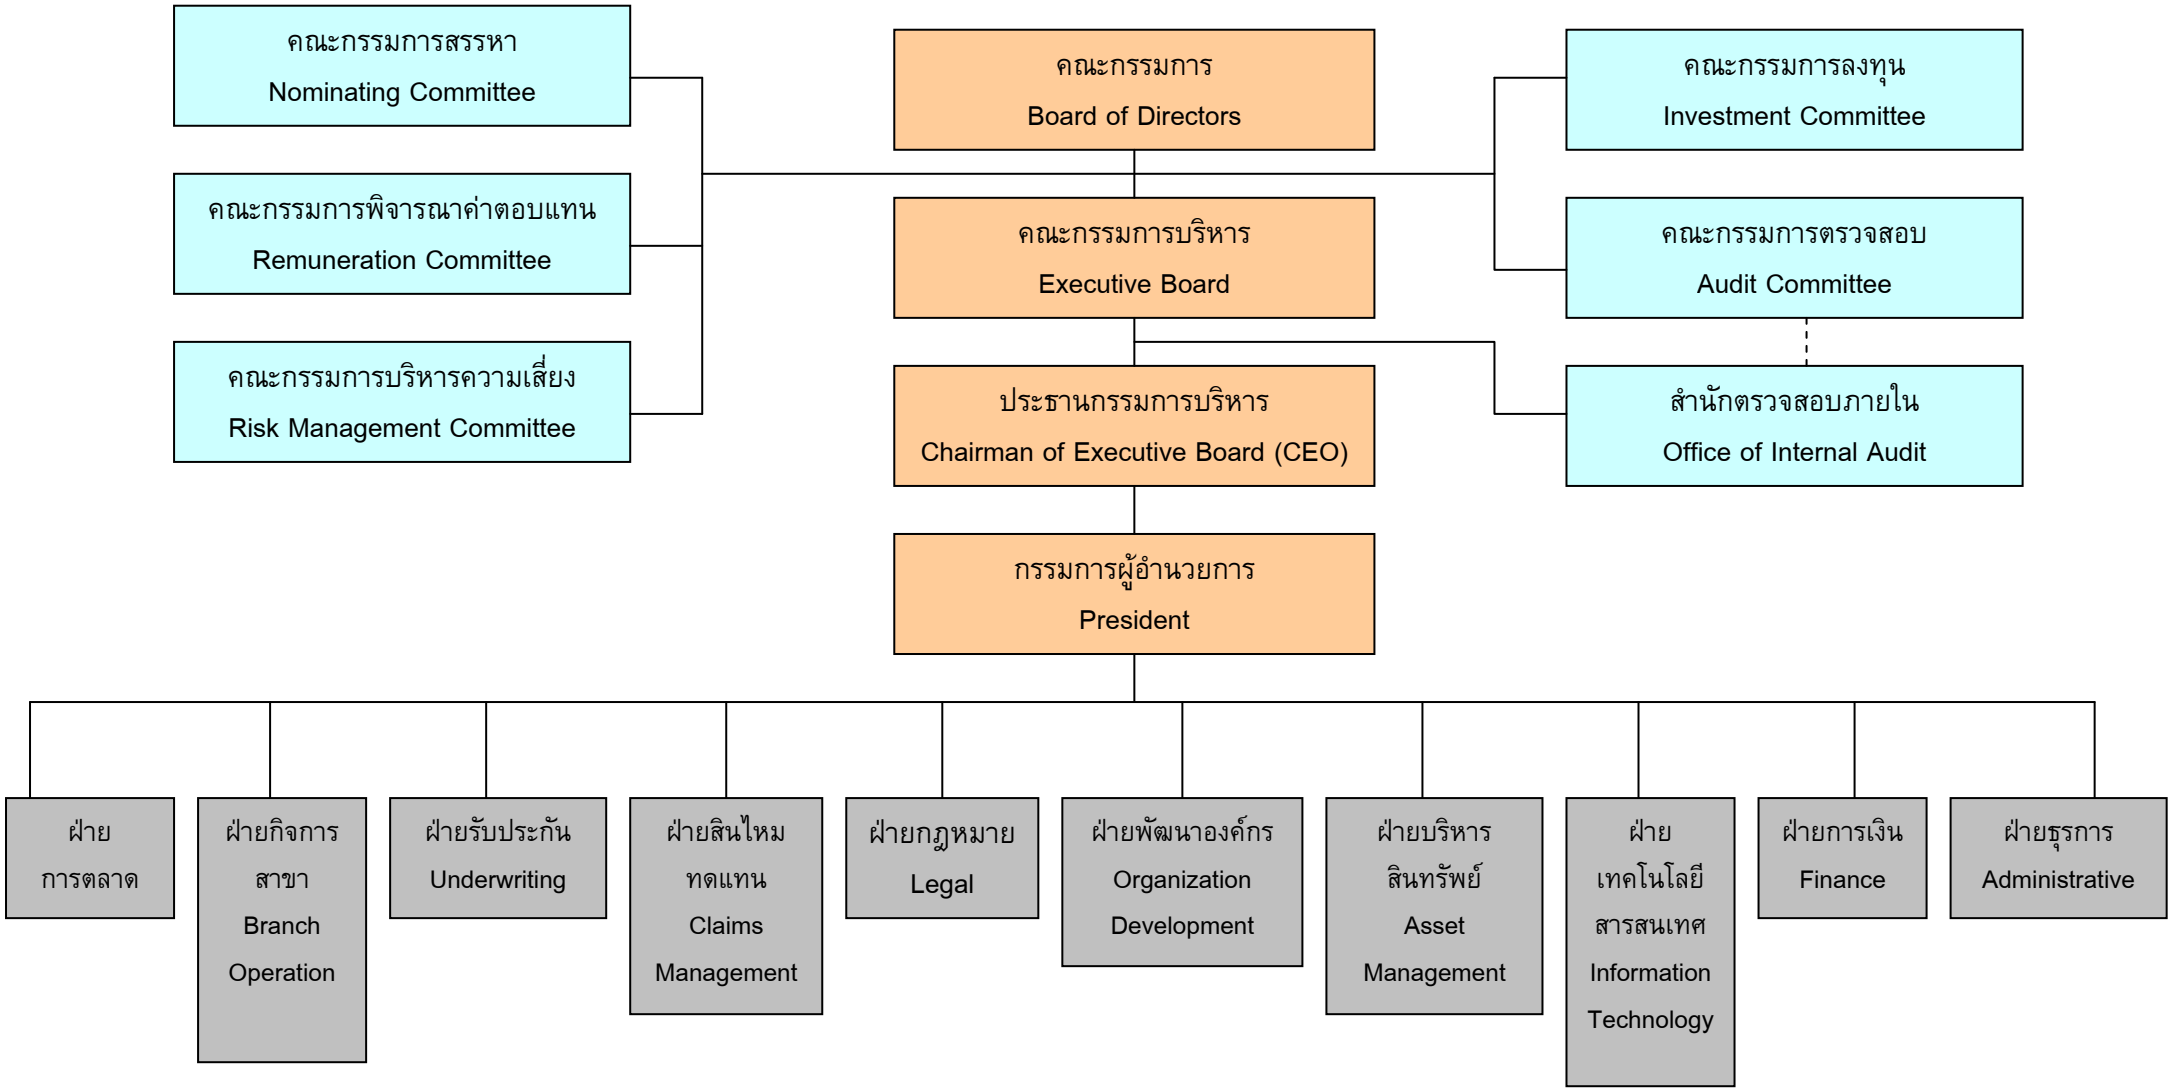 คณะกรรมการสรรหา
Nominating Committee
คณะกรรมการ
Board of Directors
คณะกรรมการลงทุน
Investment Committee
คณะกรรมการพิจารณาค่าตอบแทน
Remuneration Committee
คณะกรรมการบริหาร
Executive Board
คณะกรรมการตรวจสอบ
Audit Committee
คณะกรรมการบริหารความเสี่ยง
Risk Management Committee
ประธานกรรมการบริหาร
Chairman of Executive Board (CEO)
สำนักตรวจสอบภายใน
Office of Internal Audit
กรรมการผู้อำนวยการ
President
ฝ่าย
การตลาด
ฝ่ายกิจการ
สาขา
Branch
Operation
ฝ่ายรับประกัน
Underwriting
ฝ่ายสินไหม
ทดแทน
Claims
Management
ฝ่ายกฎหมาย
Legal
ฝ่ายพัฒนาองค์กร
Organization
Development
ฝ่ายบริหาร
สินทรัพย์
Asset
Management
ฝ่าย
เทคโนโลยี
สารสนเทศ
Information
Technology
ฝ่ายการเงิน
Finance
ฝ่ายธุรการ
Administrative